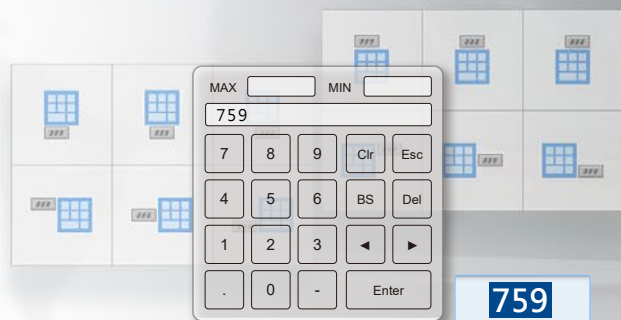 MAX MIN
759
7 8 9 Clr Esc
4 5 6 BS Del
1 2 3 ◄ ►
. 0 - Enter
759